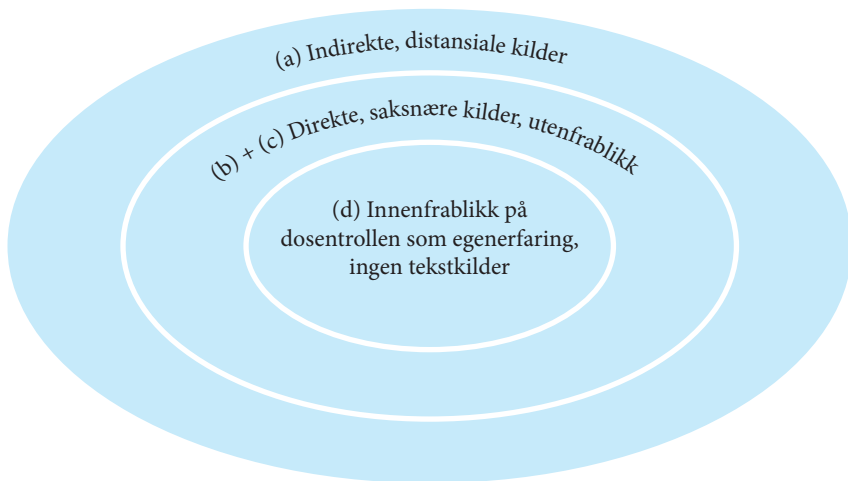 (a) Indirekte, distansiale kilder
(b) + (c) Direkte, saksnære kilder, utenfrablikk
(d) Innenfrablikk på
dosentrollen som egenerfaring,
ingen tekstkilder